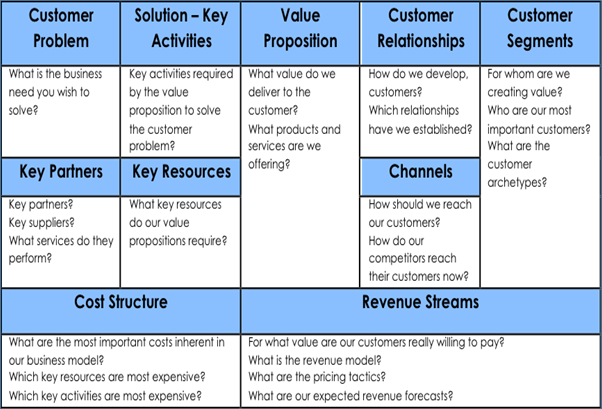 Customer
Problem
Solution – Key
Activities
Value
Proposition
Customer
Relationships
Customer
Segments
What is the business
need you wish to
solve?
Key activities required
by the value
proposition to solve
the customer
problem?
What value do we
deliver to the
customer?
What products and
services are we
offering?
How do we develop,
customers?
Which relationships
have we established?
For whom are we
creating value?
Who are our most
important customers?
What are the
customer
archetypes?
Key Partners
Key Resources
Channels
Key partners?
Key suppliers?
What services do they
perform?
What key resources
do our value
propositions require?
How should we reach
our customers?
How do our
competitors reach
their customers now?
Cost Structure
Revenue Streams
What are the most important costs inherent in
our business model?
Which key resources are most expensive?
Which key activities are most expensive?
For what value are our customers really willing to pay?
What is the revenue model?
What are the pricing tactics?
What are our expected revenue forecasts?